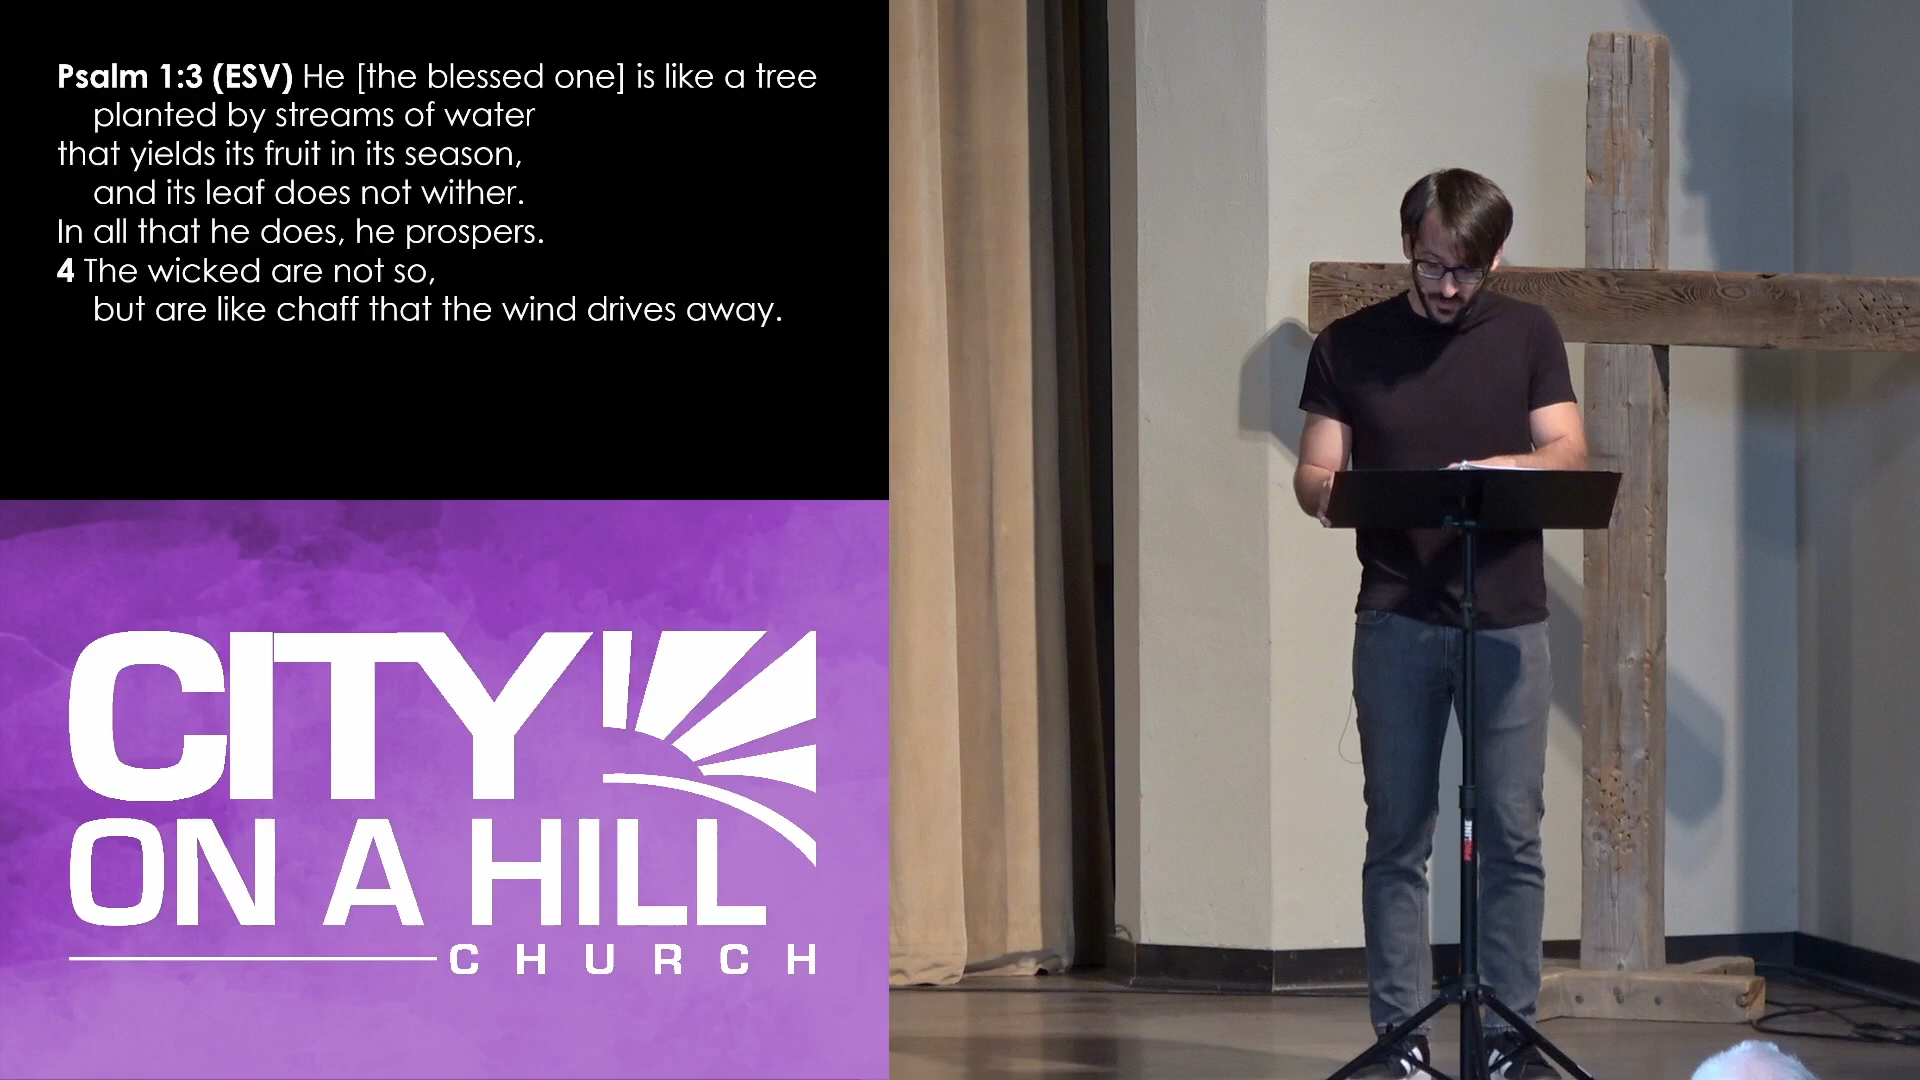 Psalm 1:3 (ESV) He [the blessed one] is like a tree
planted by streams of water
that yields its fruit in its season,
and its leaf does not wither.
In all that he does, he prospers.
4 The wicked are not so,
but are like chaff that the wind drives away.
CITY
ON A HILL
CHURCH
PROLINE